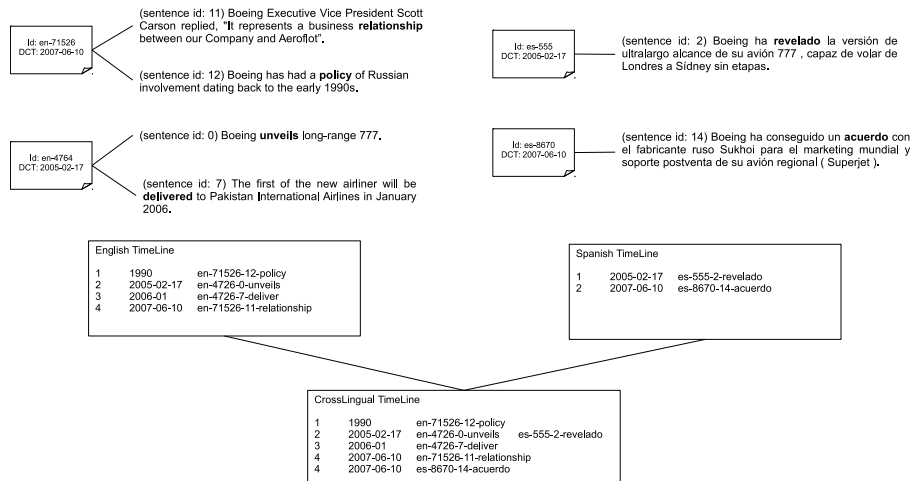 Id: en-71526
DCT: 2007-06-10
(sentence id: 11) Boeing Executive Vice President Scott
Carson replied, "It represents a business relationship
between our Company and Aeroflot”.
(sentence id: 12) Boeing has had a policy of Russian
involvement dating back to the early 1990s.
Id: es-555
DCT: 2005-02-17
(sentence id: 2) Boeing ha revelado la versión de
ultralargo alcance de su avión 777 , capaz de volar de
Londres a Sídney sin etapas.
Id: en-4764
DCT: 2005-02-17
(sentence id: 0) Boeing unveils long-range 777.
(sentence id: 7) The first of the new airliner will be
delivered to Pakistan International Airlines in January
2006.
Id: es-8670
DCT: 2007-06-10
(sentence id: 14) Boeing ha conseguido un acuerdo con
el fabricante ruso Sukhoi para el marketing mundial y
soporte postventa de su avión regional ( Superjet ).
English TimeLine
1 1990 en-71526-12-policy
2 2005-02-17 en-4726-0-unveils
3 2006-01 en-4726-7-deliver
4 2007-06-10 en-71526-11-relationship
Spanish TimeLine
1 2005-02-17 es-555-2-revelado
2 2007-06-10 es-8670-14-acuerdo
CrossLingual TimeLine
1 1990 en-71526-12-policy
2 2005-02-17 en-4726-0-unveils es-555-2-revelado
3 2006-01 en-4726-7-deliver
4 2007-06-10 en-71526-11-relationship
4 2007-06-10 es-8670-14-acuerdo